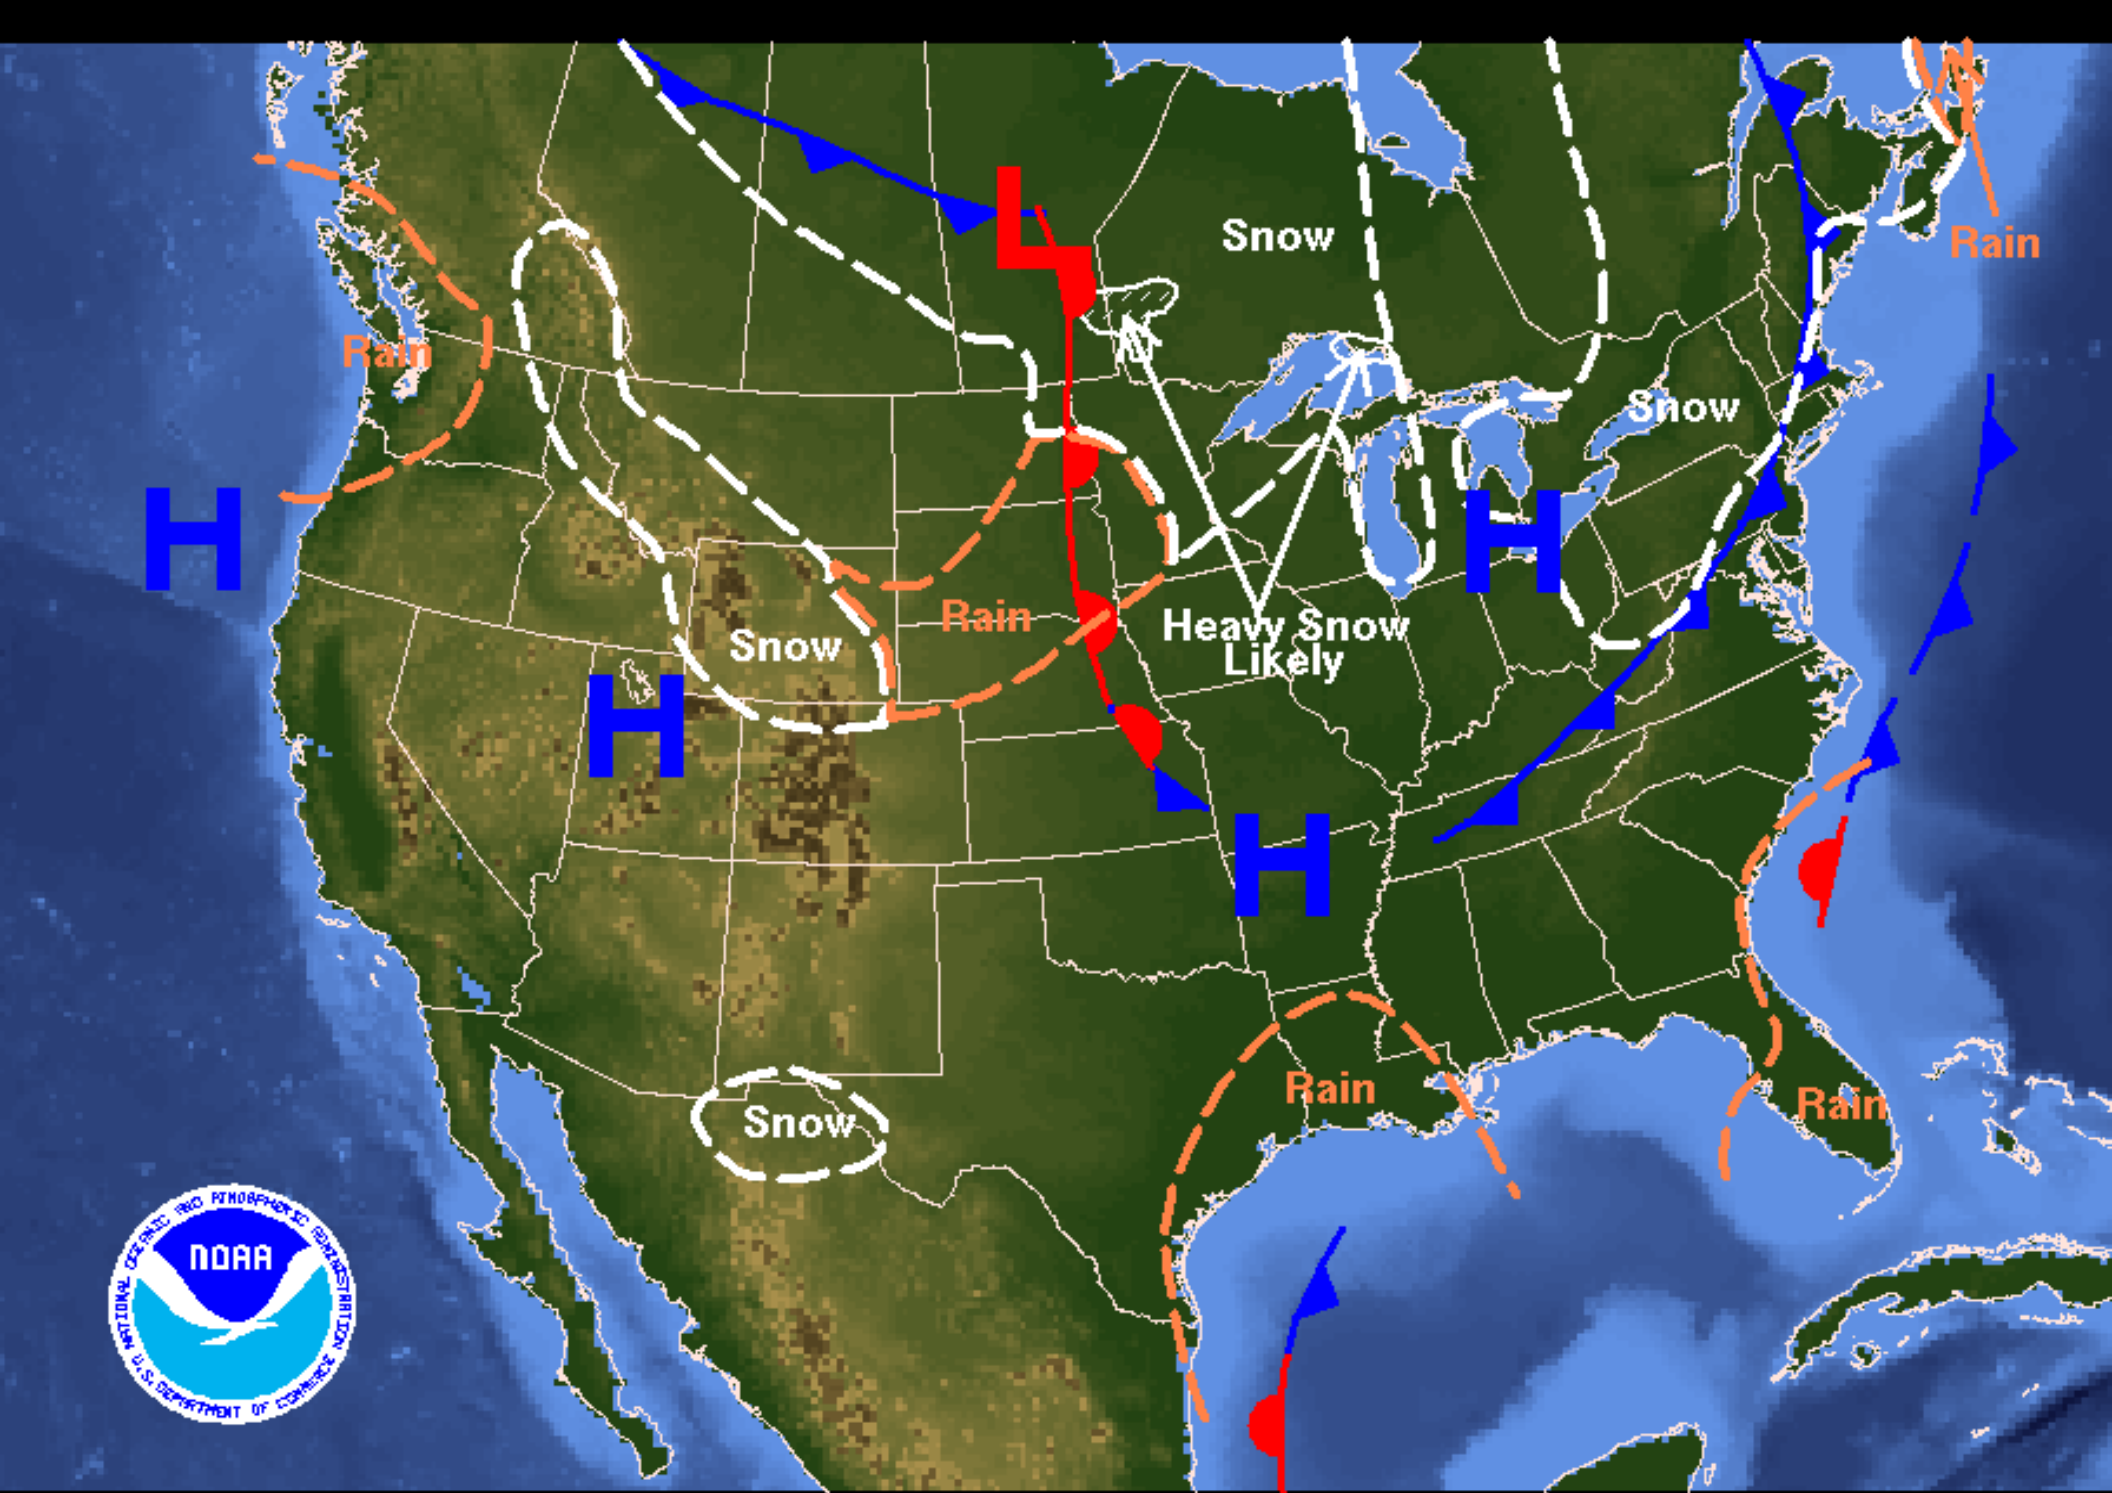 L
Snow
Rain
Rain
Snow
H
H
Rain
Heavy Snow
Likely
Snow
H
H
Rain
Rain
Snow
NATIONAL OCEANIC AND ATMOSPHERIC ADMINISTRATION
NOAA
U.S. DEPARTMENT OF COMMERCE